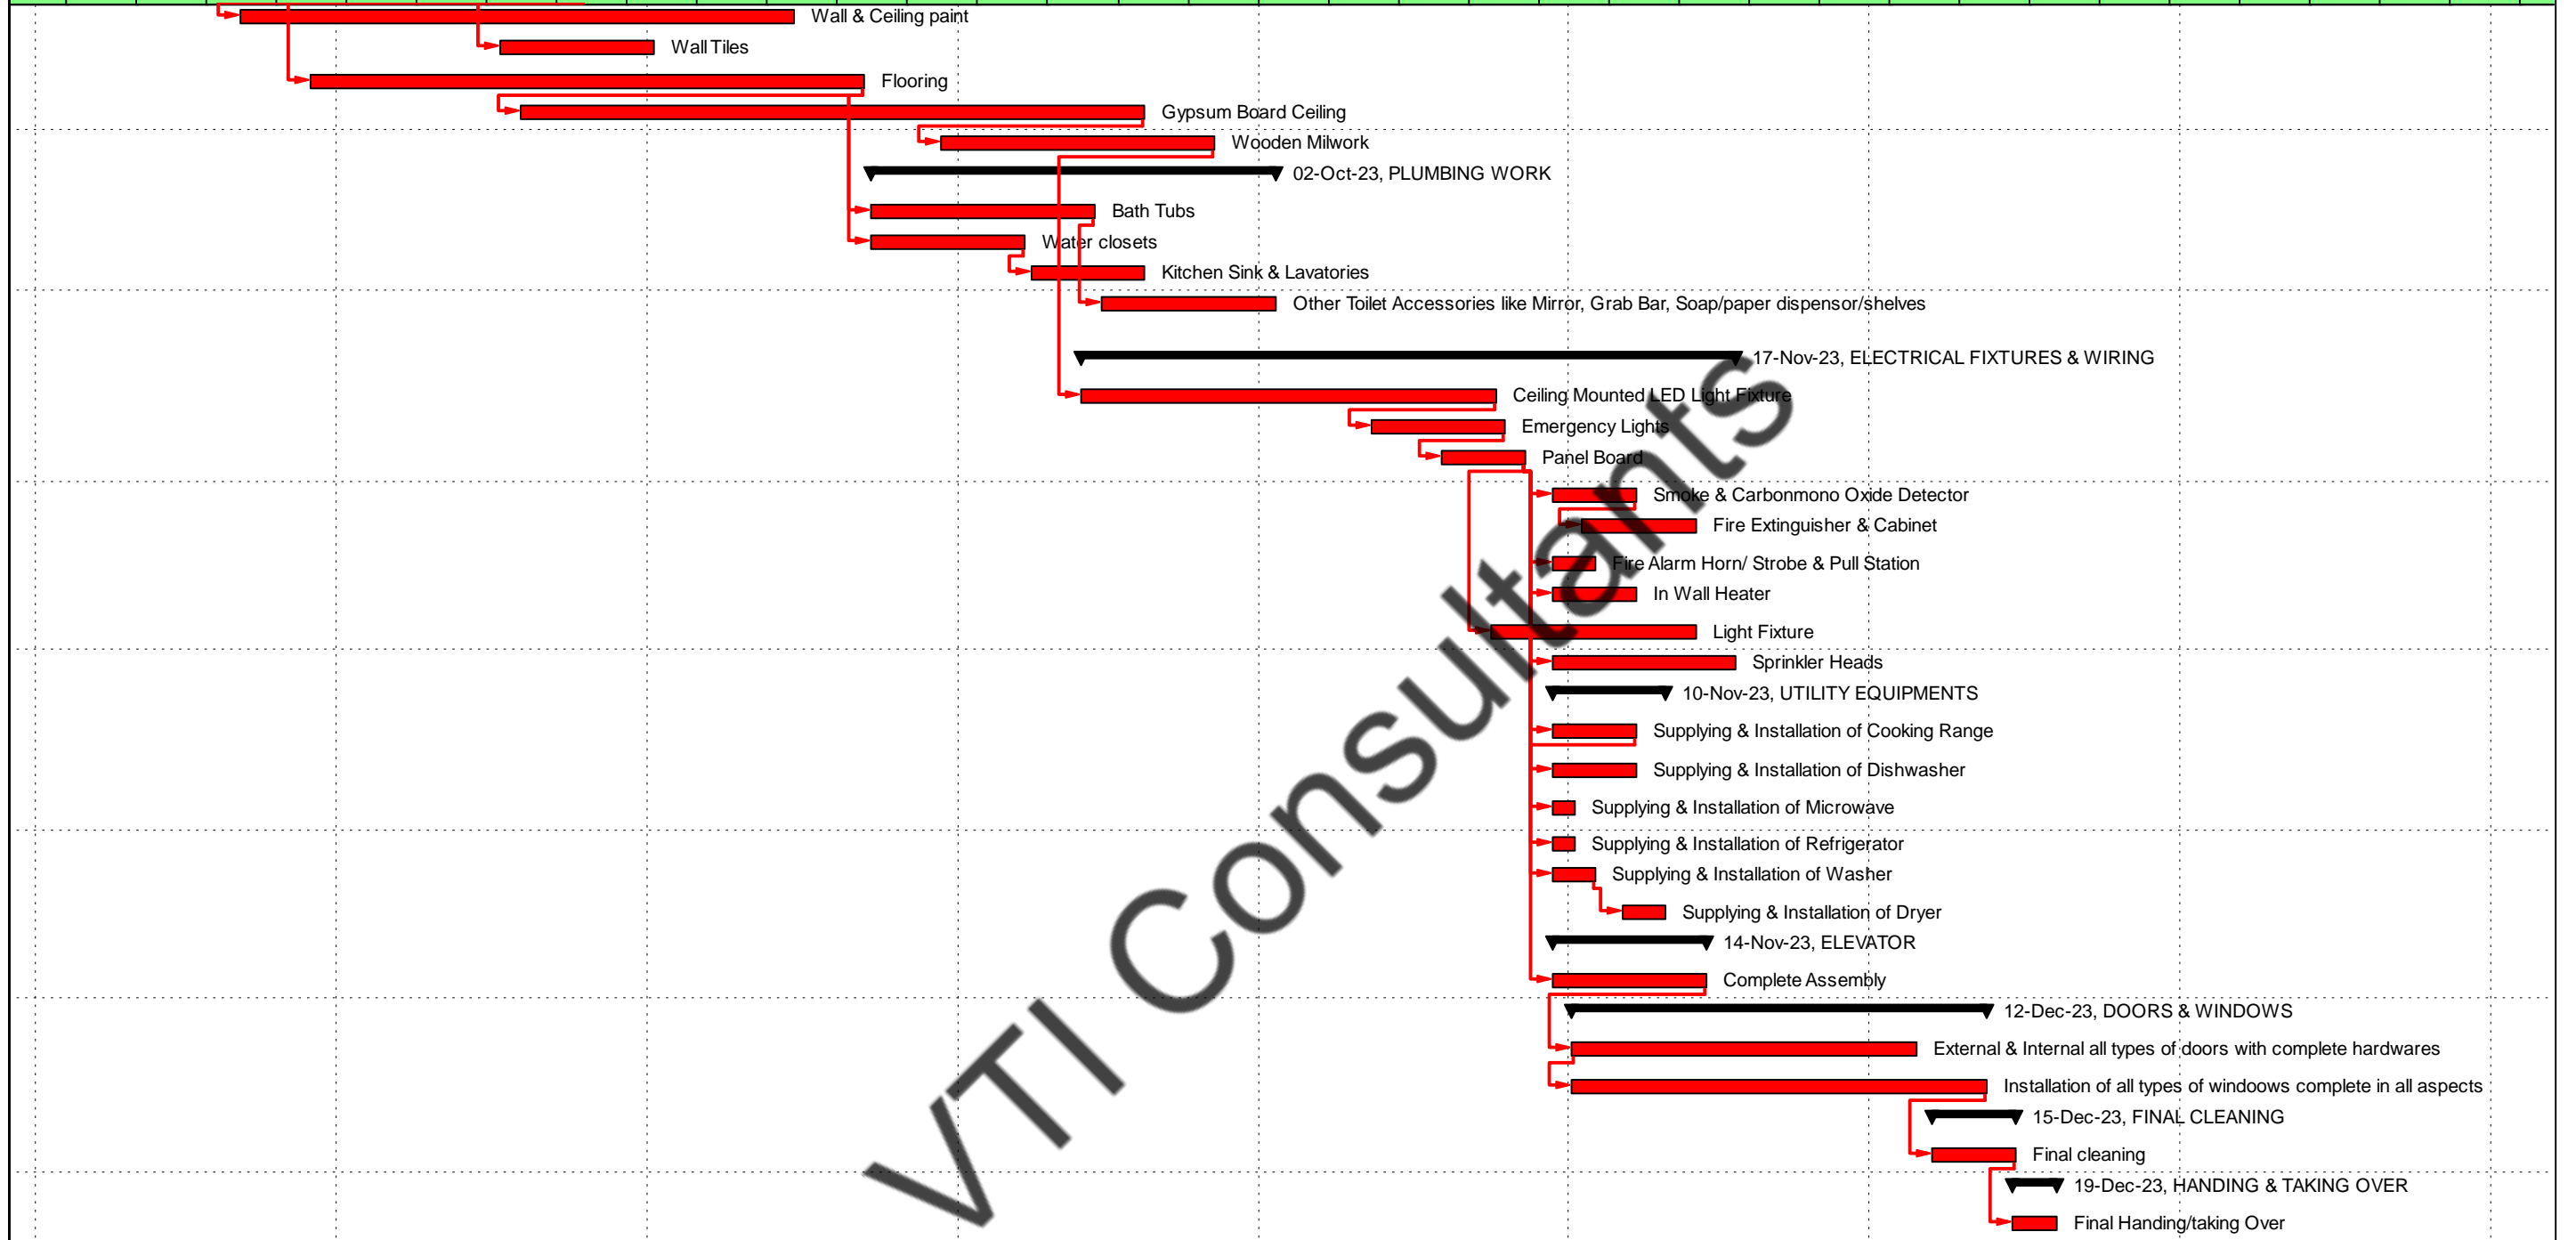 Wall & Ceiling paint
Wall Tiles
Flooring
Gypsum Board Ceiling
Wooden Milwork
02-Oct-23, PLUMBING WORK
Bath Tubs
Water closets
Kitchen Sink & Lavatories
Other Toilet Accessories like Mirror, Grab Bar, Soap/paper dispensor/shelves
17-Nov-23, ELECTRICAL FIXTURES & WIRING
Ceiling Mounted LED Light Fixture
Emergency Lights
Panel Board
Smoke & Carbonmono Oxide Detector
Fire Extinguisher & Cabinet
Fire Alarm Horn/ Strobe & Pull Station
In Wall Heater
Light Fixture
Sprinkler Heads
10-Nov-23, UTILITY EQUIPMENTS
Supplying & Installation of Cooking Range
Supplying & Installation of Dishwasher
Supplying & Installation of Microwave
Supplying & Installation of Refrigerator
Supplying & Installation of Washer
Supplying & Installation of Dryer
14-Nov-23, ELEVATOR
Complete Assembly
12-Dec-23, DOORS & WINDOWS
External & Internal all types of doors with complete hardwares
Installation of all types of windoows complete in all aspects
15-Dec-23, FINAL CLEANING
Final cleaning
19-Dec-23, HANDING & TAKING OVER
Final Handing/taking Over
VTI Consultants